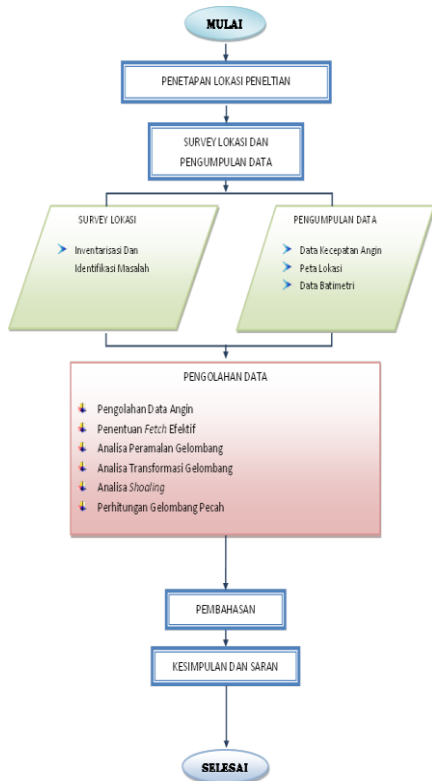 MULAI
PENETAPAN LOKASI PENELTIAN
SURVEY LOKASI DAN
PENGUMPULAN DATA
SURVEY LOKASI
Inventarisasi Dan
Identifikasi Masalah
PENGUMPULAN DATA
Data Kecepatan Angin
Peta Lokasi
Data Batimetri
PENGOLAHAN DATA
Pengolahan Data Angin
Penentuan Fetch Efektif
Analisa Peramalan Gelombang
Analisa Transformasi Gelombang
Analisa Shoaling
Perhitungan Gelombang Pecah
PEMBAHASAN
KESIMPULAN DAN SARAN
SELESAI